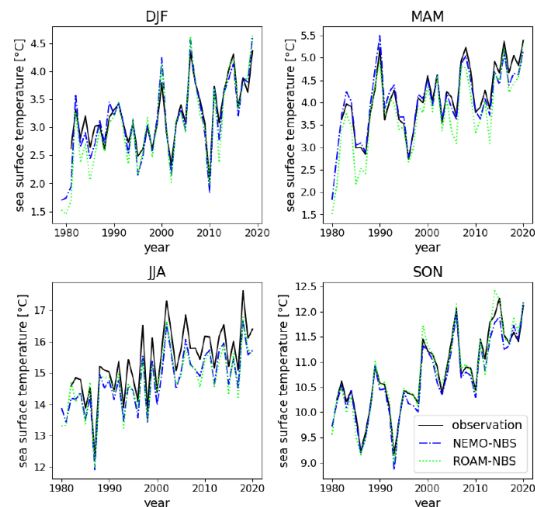 DJF
sea surface temperature [°C]
4.5
4.0
3.5
3.0
2.5
2.0
1.5
1980 1990 2000 2010 2020
year
MAM
sea surface temperature [°C]
5.5
5.0
4.5
4.0
3.5
3.0
2.5
2.0
1.5
1980 1990 2000 2010 2020
year
JJA
sea surface temperature [°C]
17
16
15
14
13
12
1980 1990 2000 2010 2020
year
SON
sea surface temperature [°C]
12.5
12.0
11.5
11.0
10.5
10.0
9.5
9.0
1980 1990 2000 2010 2020
year
observation
NEMO-NBS
ROAM-NBS